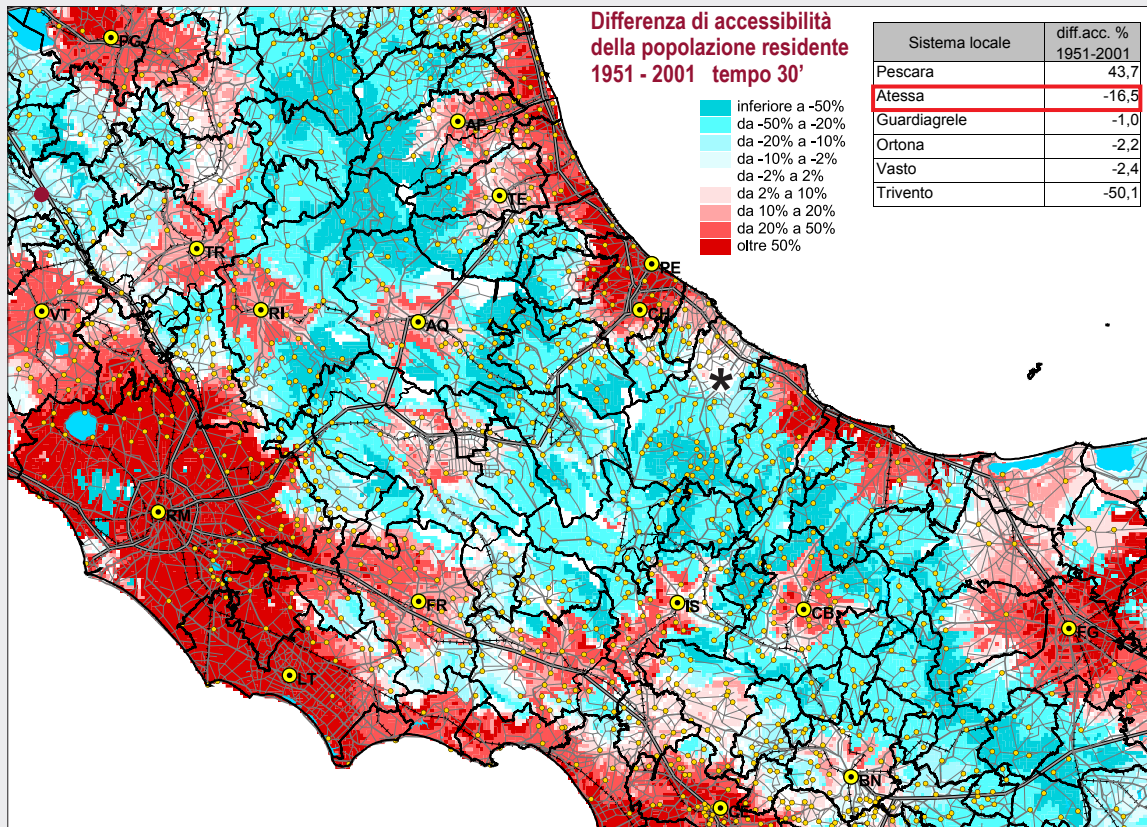 Differenza di accessibilità
della popolazione residente
1951 - 2001 tempo 30’
Sistema locale diff.acc. % 1951-2001
Pescara 43,7
Atessa -16,5
Guardiagrele -1,0
Ortona -2,2
Vasto -2,4
Trivento -50,1
inferiore a -50%
da -50% a -20%
da -20% a -10%
da -10% a -2%
da -2% a 2%
da 2% a 10%
da 10% a 20%
da 20% a 50%
oltre 50%
PG
AP
TE
TR
PE
VT
RI
AQ
CH
*
RM
FR
IS
CB
FG
LT
BN
CE